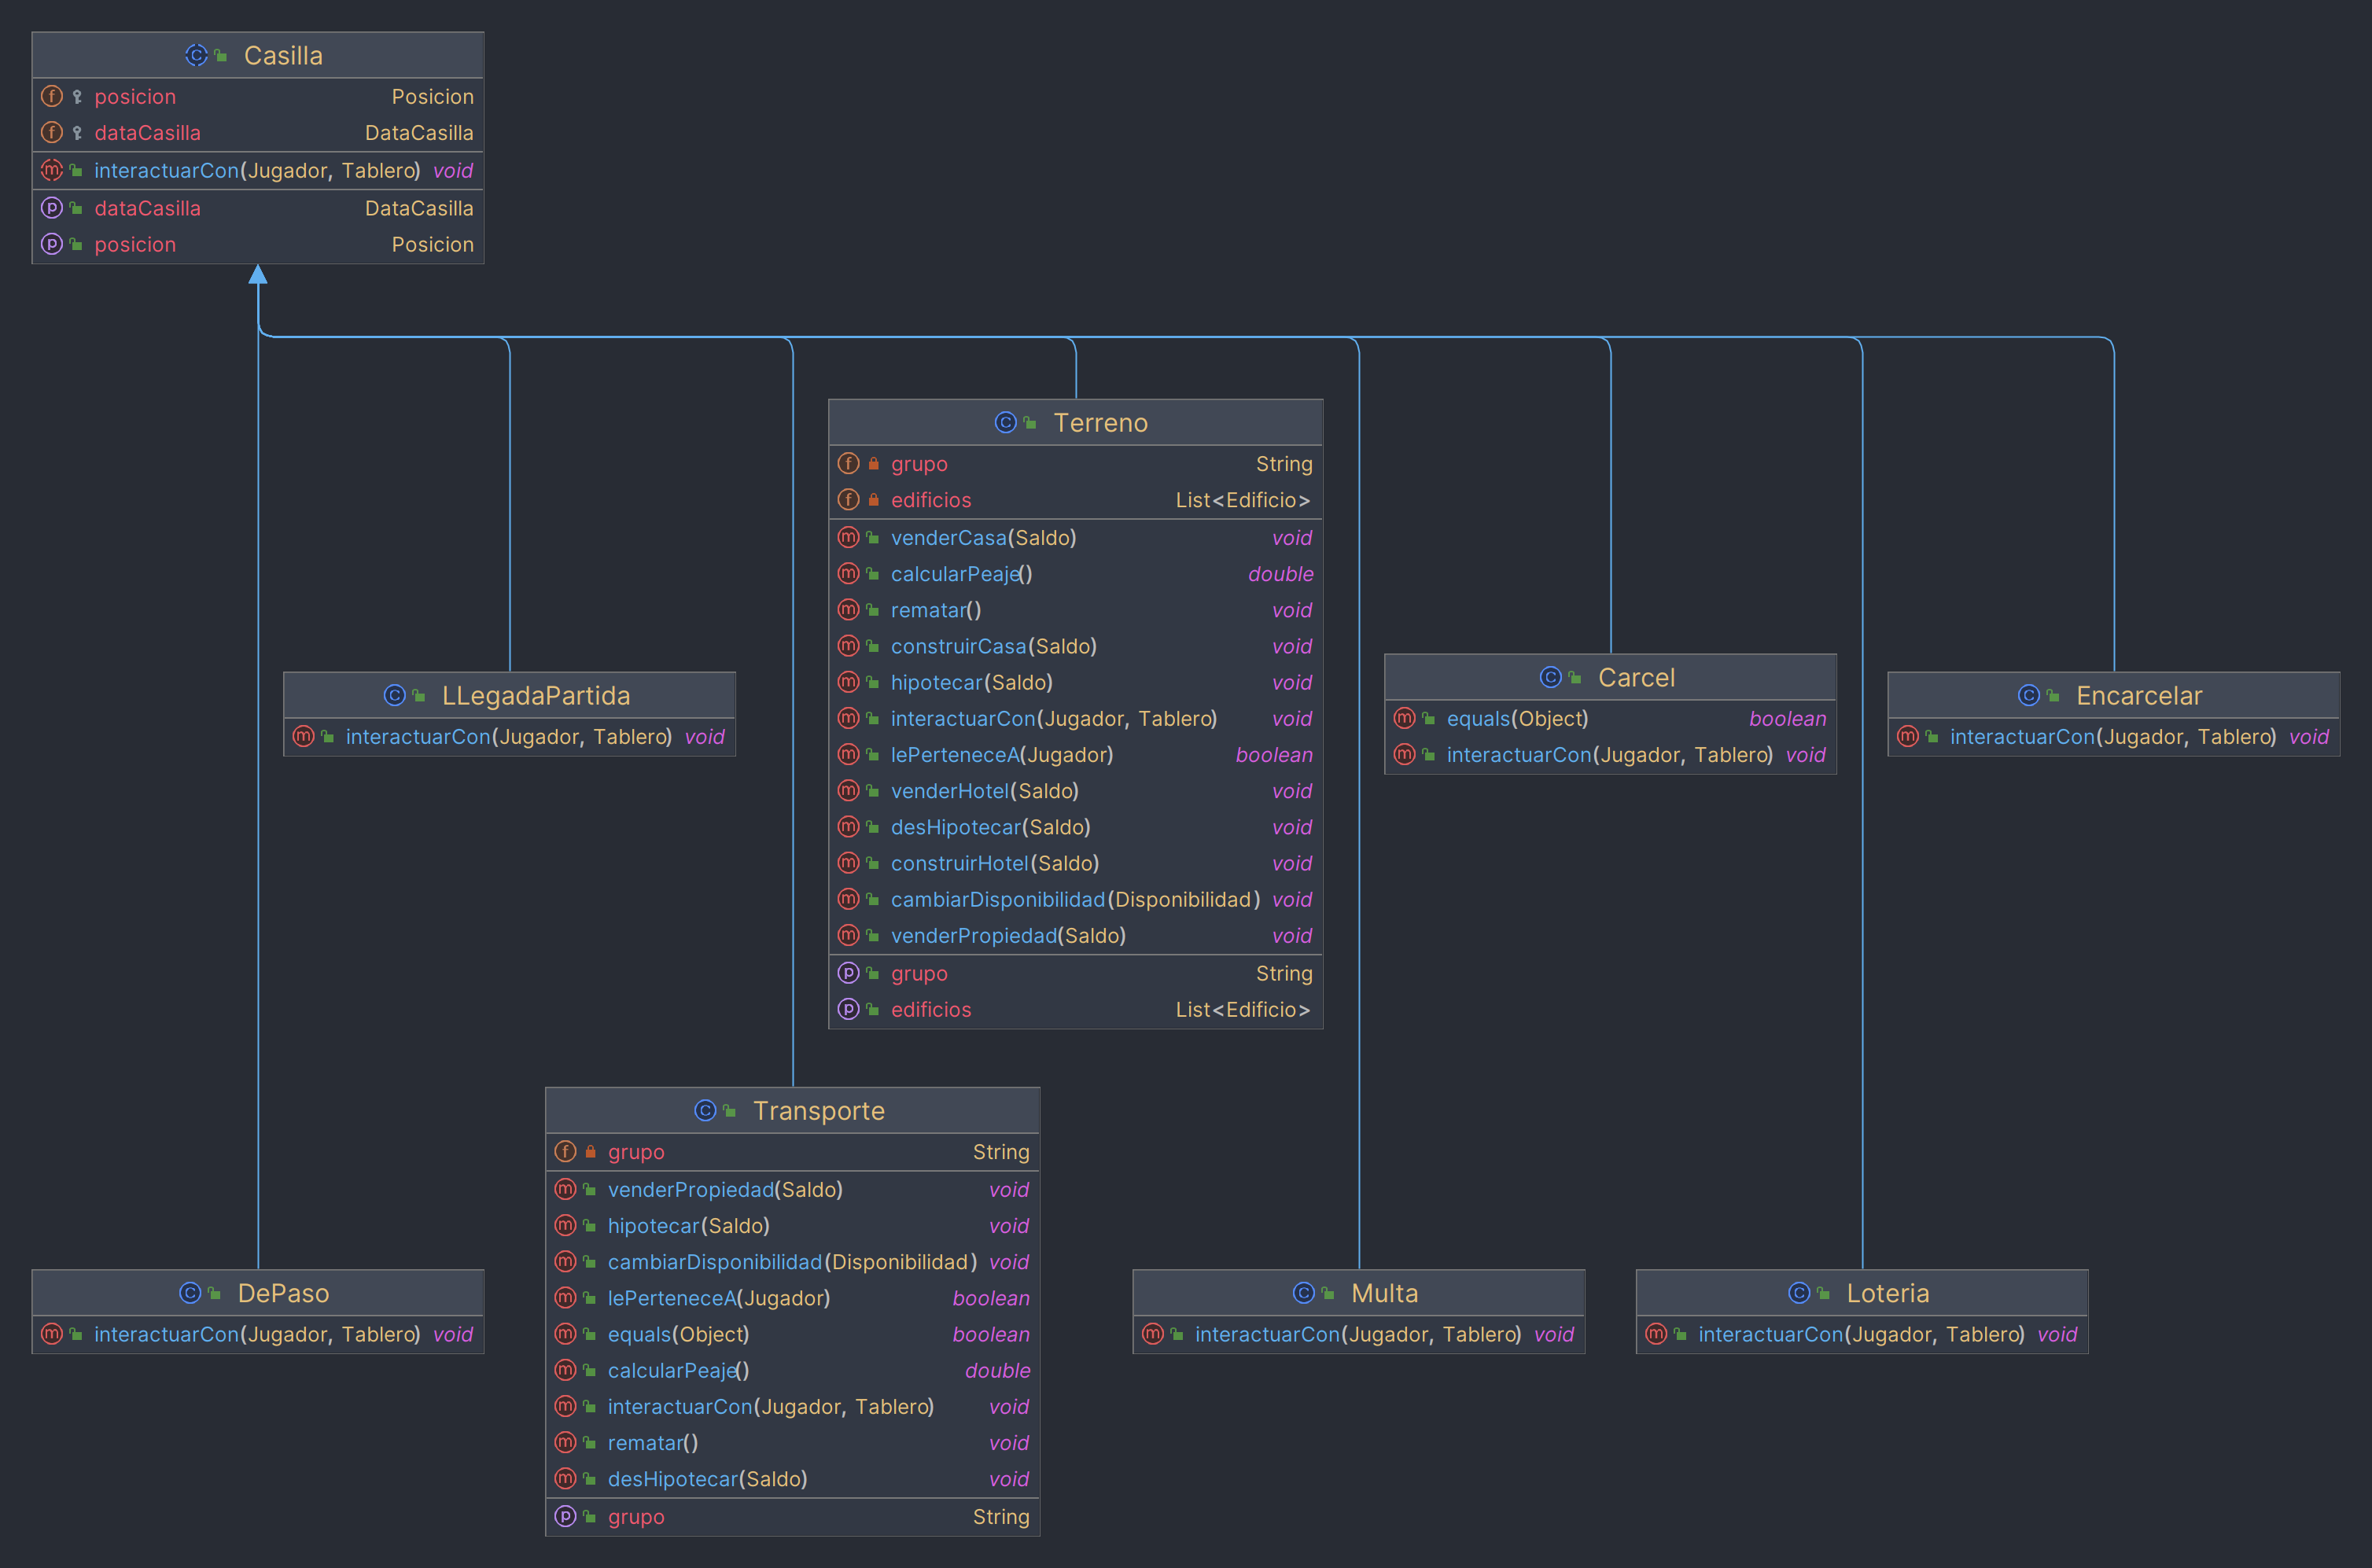 Casilla
posicion Posicion
dataCasilla DataCasilla
interactuarCon(Jugador, Tablero) void
dataCasilla DataCasilla
posicion Posicion
Terreno
grupo String
edificios List<Edificio>
venderCasa(Saldo) void
calcularPeaje() double
rematar() void
construirCasa(Saldo) void
hipotecar(Saldo) void
interactuarCon(Jugador, Tablero) void
lePerteneceA(Jugador) boolean
venderHotel(Saldo) void
desHipotecar(Saldo) void
construirHotel(Saldo) void
cambiarDisponibilidad(Disponibilidad) void
venderPropiedad(Saldo) void
grupo String
edificios List<Edificio>
LLegadaPartida
interactuarCon(Jugador, Tablero) void
Carcel
equals(Object) boolean
interactuarCon(Jugador, Tablero) void
Encarcelar
interactuarCon(Jugador, Tablero) void
Transporte
grupo String
venderPropiedad(Saldo) void
hipotecar(Saldo) void
cambiarDisponibilidad(Disponibilidad) void
lePerteneceA(Jugador) boolean
equals(Object) boolean
calcularPeaje() double
interactuarCon(Jugador, Tablero) void
rematar() void
desHipotecar(Saldo) void
grupo String
DePaso
interactuarCon(Jugador, Tablero) void
Multa
interactuarCon(Jugador, Tablero) void
Loteria
interactuarCon(Jugador, Tablero) void